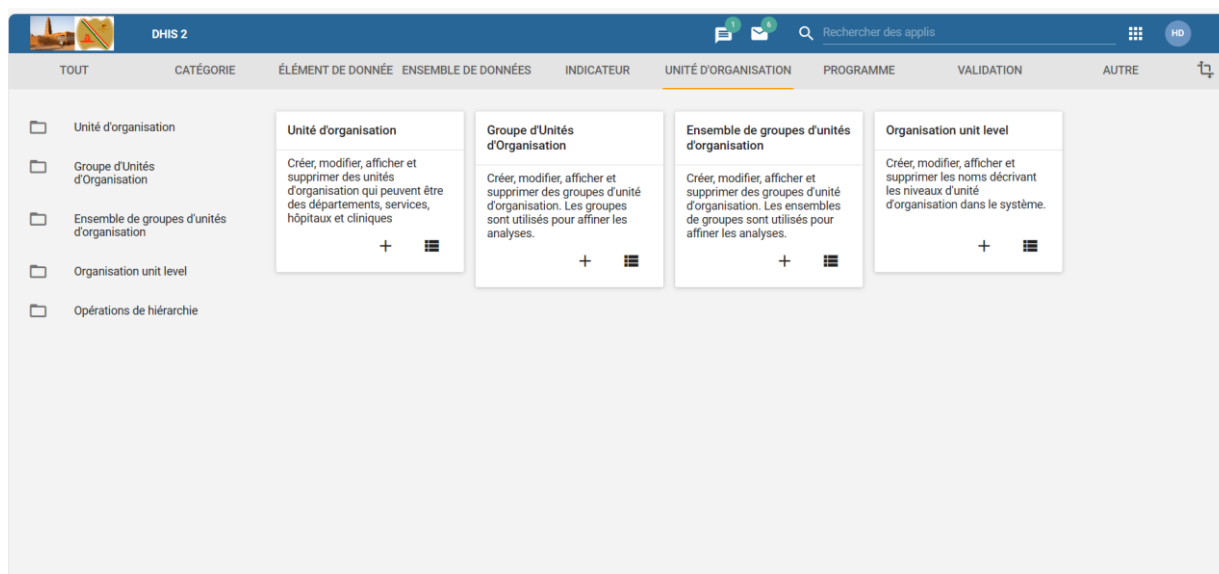 DHIS 2
1
6
Rechercher des applis
HD
TOUT
CATÉGORIE
ÉLÉMENT DE DONNÉE
ENSEMBLE DE DONNÉES
INDICATEUR
UNITÉ D'ORGANISATION
PROGRAMME
VALIDATION
AUTRE
Unité d'organisation
Groupe d'Unités
d'Organisation
Ensemble de groupes d'unités
d'organisation
Organisation unit level
Opérations de hiérarchie
Unité d'organisation
Créer, modifier, afficher et
supprimer des unités
d'organisation qui peuvent être
des départements, services,
hôpitaux et cliniques
Groupe d'Unités
d'Organisation
Créer, modifier, afficher et
supprimer des groupes d'unité
d'organisation. Les groupes
sont utilisés pour affiner les
analyses.
Ensemble de groupes d'unités
d'organisation
Créer, modifier, afficher et
supprimer des groupes d'unité
d'organisation. Les ensembles
de groupes sont utilisés pour
affiner les analyses.
Organisation unit level
Créer, modifier, afficher et
supprimer les noms décrivant
les niveaux d'unité
d'organisation dans le système.